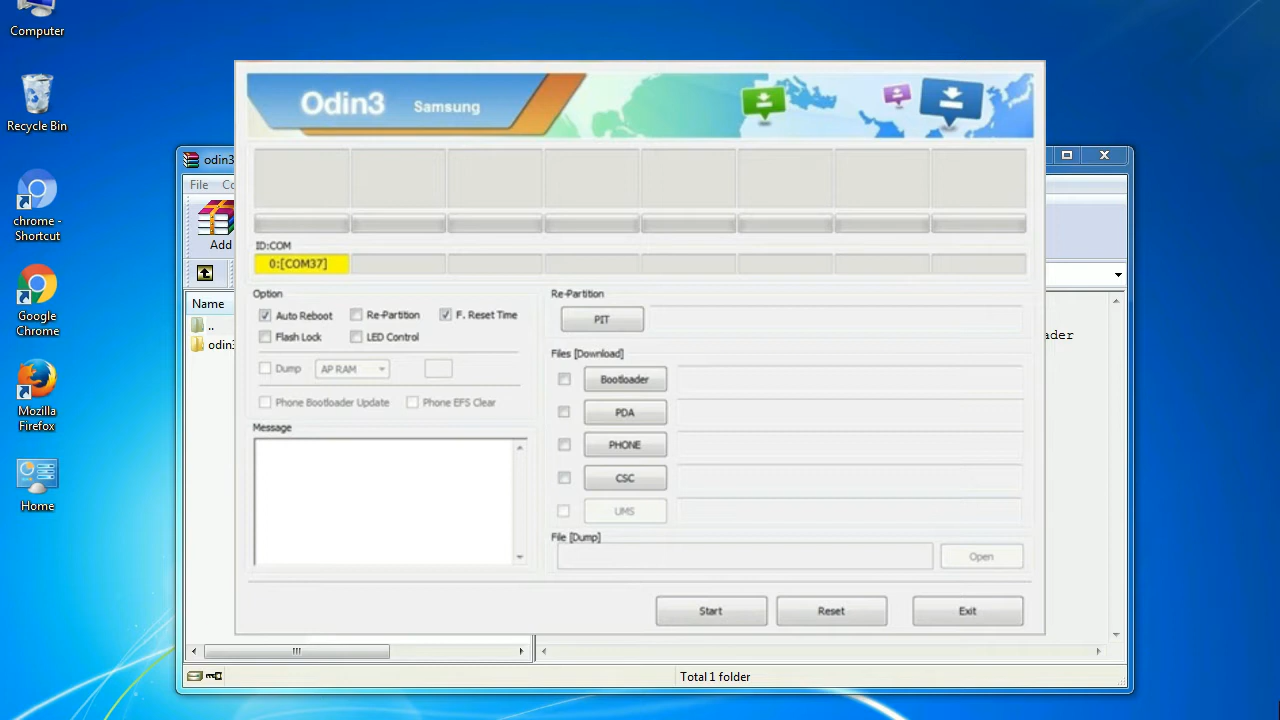 Computer
Recycle Bin
chrome -
Shortcut
Google
Chrome
Mozilla
Firefox
Home
odin3
File
Add
Name
..
odin3
Odin3 Samsung
ID:COM
0:[COM37]
Option
Auto Reboot Re-Partition F. Reset Time
Flash Lock LED Control
Dump AP RAM
Phone Bootloader Update Phone EFS Clear
Message
Re-Partition
PIT
Files [Download]
Bootloader
PDA
PHONE
CSC
UMS
File [Dump]
Open
Start Reset Exit
Total 1 folder